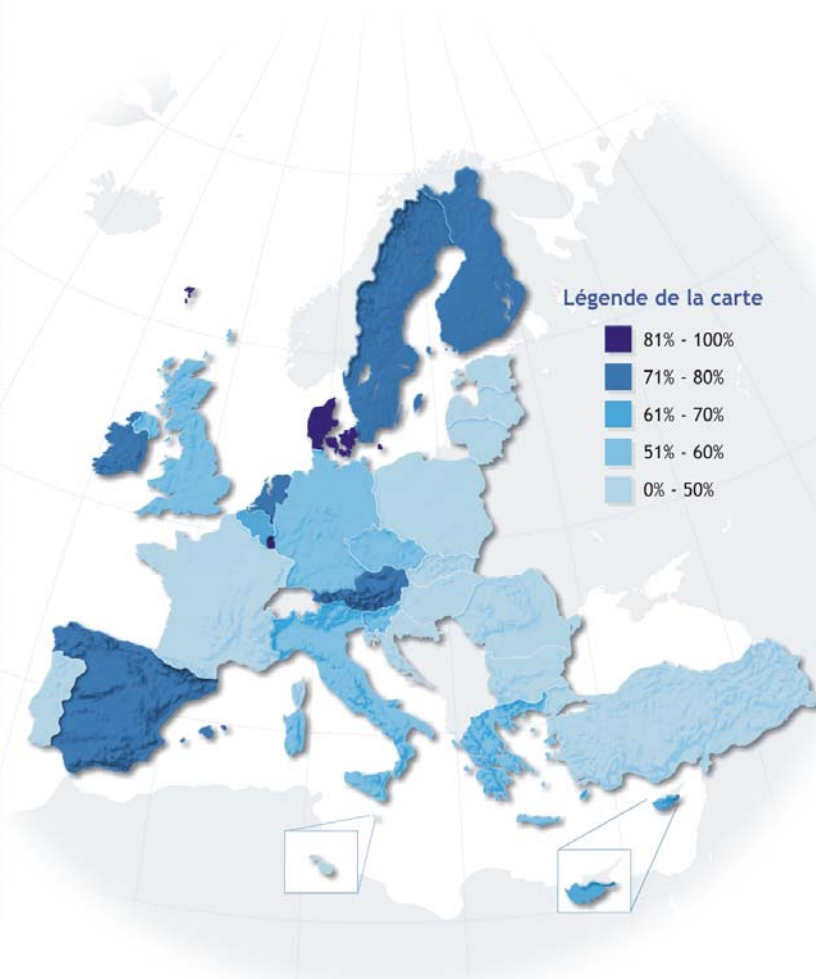 Légende de la carte
81% - 100%
71% - 80%
61% - 70%
51% - 60%
0% - 50%